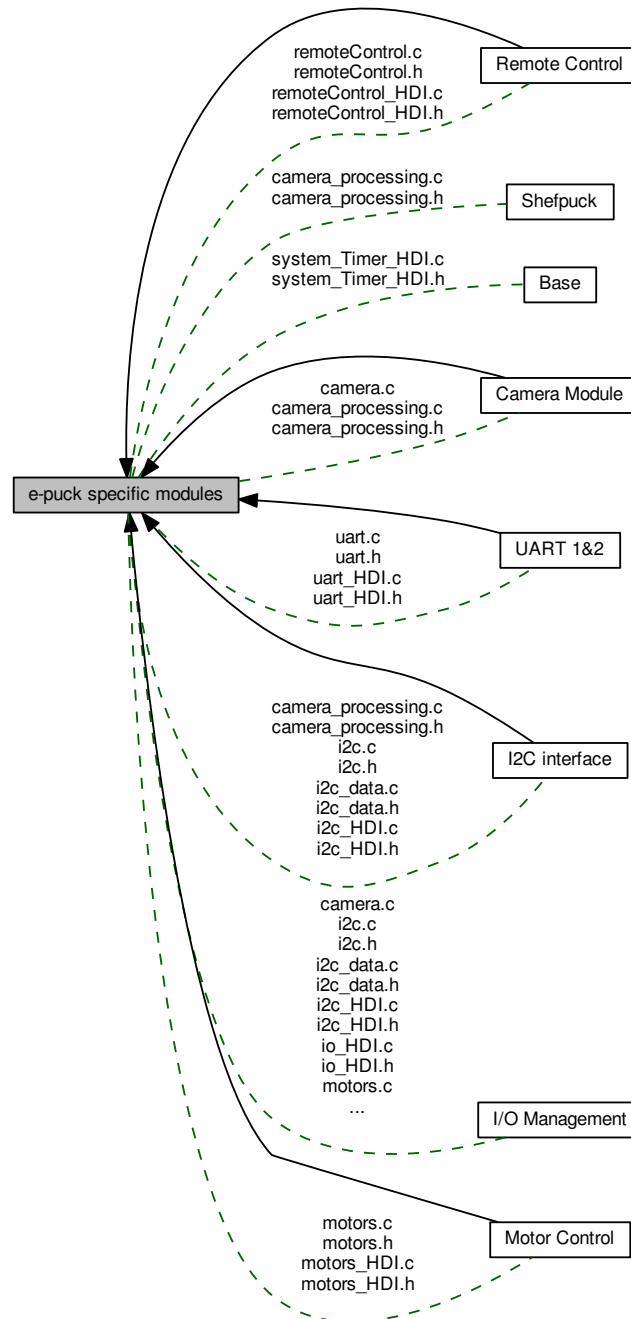 remoteControl.c
remoteControl.h
remoteControl_HDI.c
remoteControl_HDI.h
Remote Control
camera_processing.c
camera_processing.h
Shefpuck
system_Timer_HDI.c
system_Timer_HDI.h
Base
camera.c
camera_processing.c
camera_processing.h
Camera Module
e-puck specific modules
uart.c
uart.h
uart_HDI.c
uart_HDI.h
UART 1&2
camera_processing.c
camera_processing.h
i2c.c
i2c.h
i2c_data.c
i2c_data.h
i2c_HDI.c
i2c_HDI.h
I2C interface
camera.c
i2c.c
i2c.h
i2c_data.c
i2c_data.h
i2c_HDI.c
i2c_HDI.h
io_HDI.c
io_HDI.h
motors.c
...
I/O Management
motors.c
motors.h
motors_HDI.c
motors_HDI.h
Motor Control